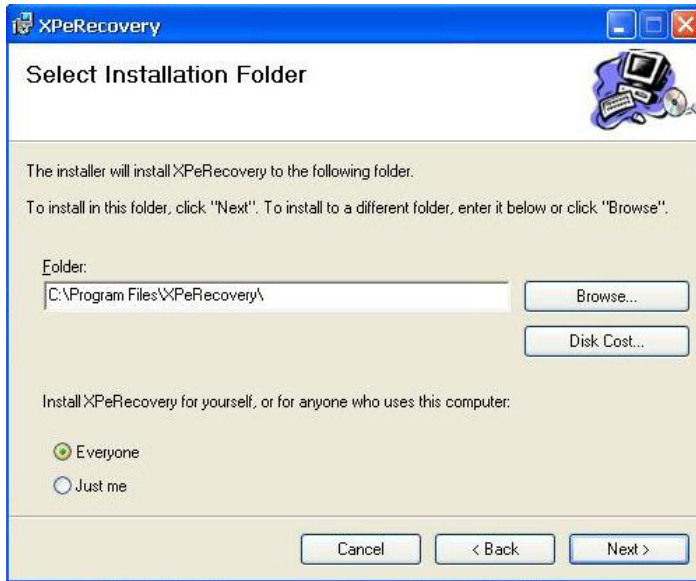 XPeRecovery
Select Installation Folder
The installer will install XPeRecovery to the following folder.
To install in this folder, click "Next". To install to a different folder, enter it below or click "Browse".
Folder:
C:\Program Files\XPeRecovery\
Browse...
Disk Cost...
Install XPeRecovery for yourself, or for anyone who uses this computer:
Everyone
Just me
Cancel
< Back
Next >